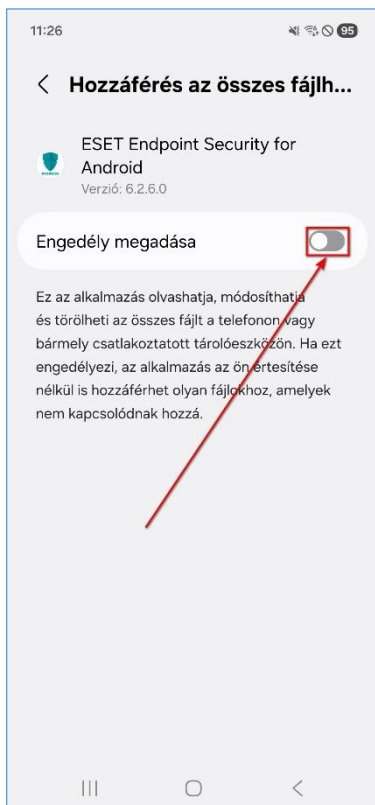 11:26
95
Hozzáférés az összes fájlh...
ESET Endpoint Security for
Android
Verzió: 6.2.6.0
Engedély megadása
Ez az alkalmazás olvashatja, módosíthatja
és törölheti az összes fájlt a telefonon vagy
bármely csatlakoztatott tárolóeszközön. Ha ezt
engedélyezi, az alkalmazás az ön értesítése
nélkül is hozzáférhet olyan fájlokhoz, amelyek
nem kapcsolódnak hozzá.